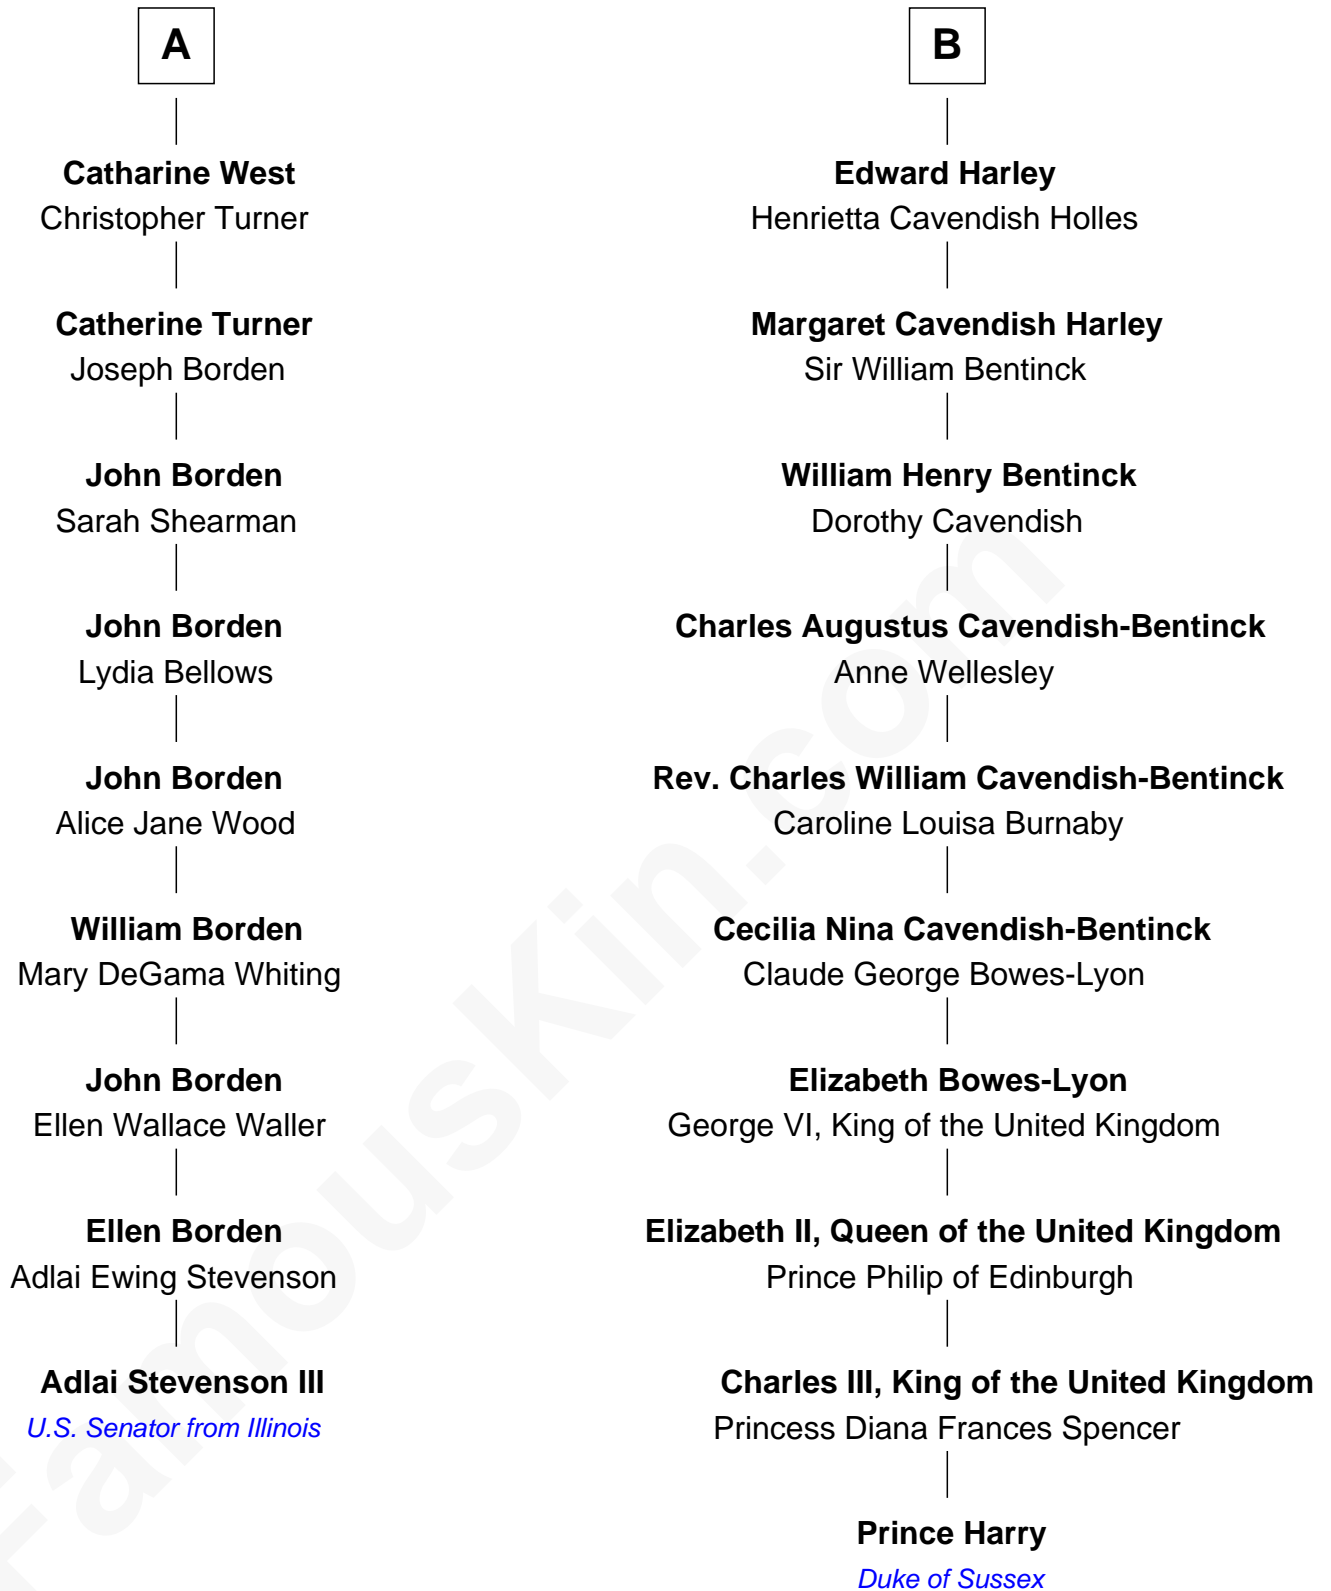 A
Catharine West
Christopher Turner
Catherine Turner
Joseph Borden
John Borden
Sarah Shearman
John Borden
Lydia Bellows
John Borden
Alice Jane Wood
William Borden
Mary DeGama Whiting
John Borden
Ellen Wallace Waller
Ellen Borden
Adlai Ewing Stevenson
Adlai Stevenson III
U.S. Senator from Illinois
B
Edward Harley
Henrietta Cavendish Holles
Margaret Cavendish Harley
Sir William Bentinck
William Henry Bentinck
Dorothy Cavendish
Charles Augustus Cavendish-Bentinck
Anne Wellesley
Rev. Charles William Cavendish-Bentinck
Caroline Louisa Burnaby
Cecilia Nina Cavendish-Bentinck
Claude George Bowes-Lyon
Elizabeth Bowes-Lyon
George VI, King of the United Kingdom
Elizabeth II, Queen of the United Kingdom
Prince Philip of Edinburgh
Charles III, King of the United Kingdom
Princess Diana Frances Spencer
Prince Harry
Duke of Sussex
FamousKin.com